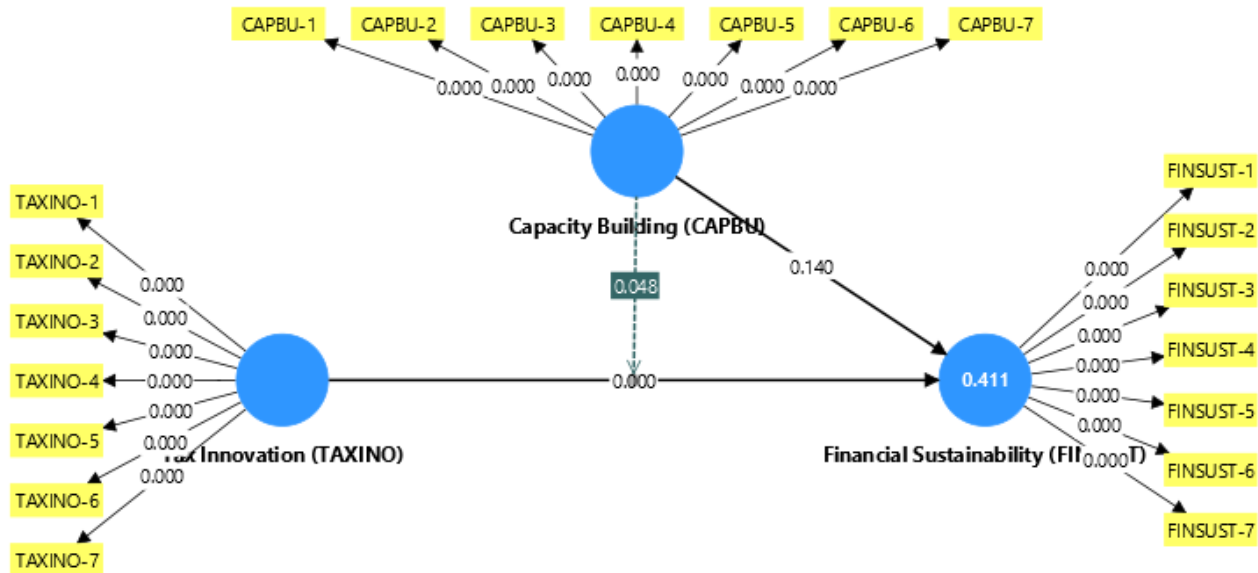 CAPBU-1 CAPBU-2 CAPBU-3 CAPBU-4 CAPBU-5 CAPBU-6 CAPBU-7
0.000 0.000 0.000 0.000 0.000 0.000 0.000
Capacity Building (CAPBU)
0.048
0.140
TAXINO-1
TAXINO-2
TAXINO-3
TAXINO-4
TAXINO-5
TAXINO-6
TAXINO-7
0.000
0.000
0.000
0.000
0.000
0.000
0.000
Innovation (TAXINO)
0.000
0.411
Financial Sustainability
0.000
0.000
0.000
0.000
0.000
0.000
0.000
FINSUST-1
FINSUST-2
FINSUST-3
FINSUST-4
FINSUST-5
FINSUST-6
FINSUST-7